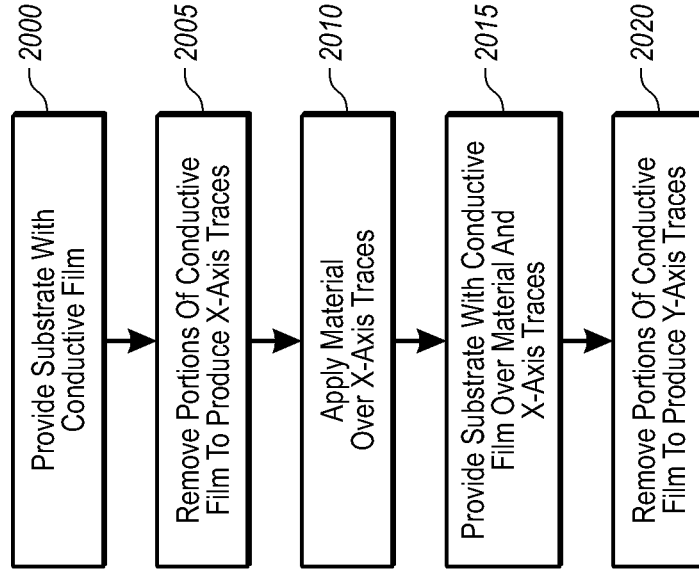 Provide Substrate With
Conductive Film
2000
Remove Portions Of Conductive
Film To Produce X-Axis Traces
2005
Apply Material
Over X-Axis Traces
2010
Provide Substrate With Conductive
Film Over Material And
X-Axis Traces
2015
Remove Portions Of Conductive
Film To Produce Y-Axis Traces
2020